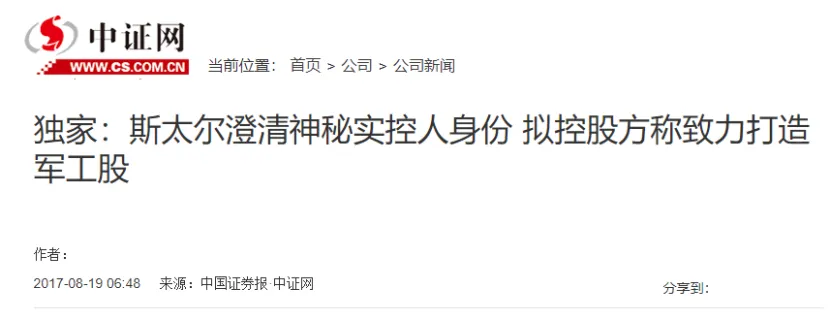 中证网
WWW.CS.COM.CN
当前位置： 首页 > 公司 > 公司新闻
独家：斯太尔澄清神秘实控人身份 拟控股方称致力打造
军工股
作者：
2017-08-19 06:48 来源：中国证券报·中证网
分享到：